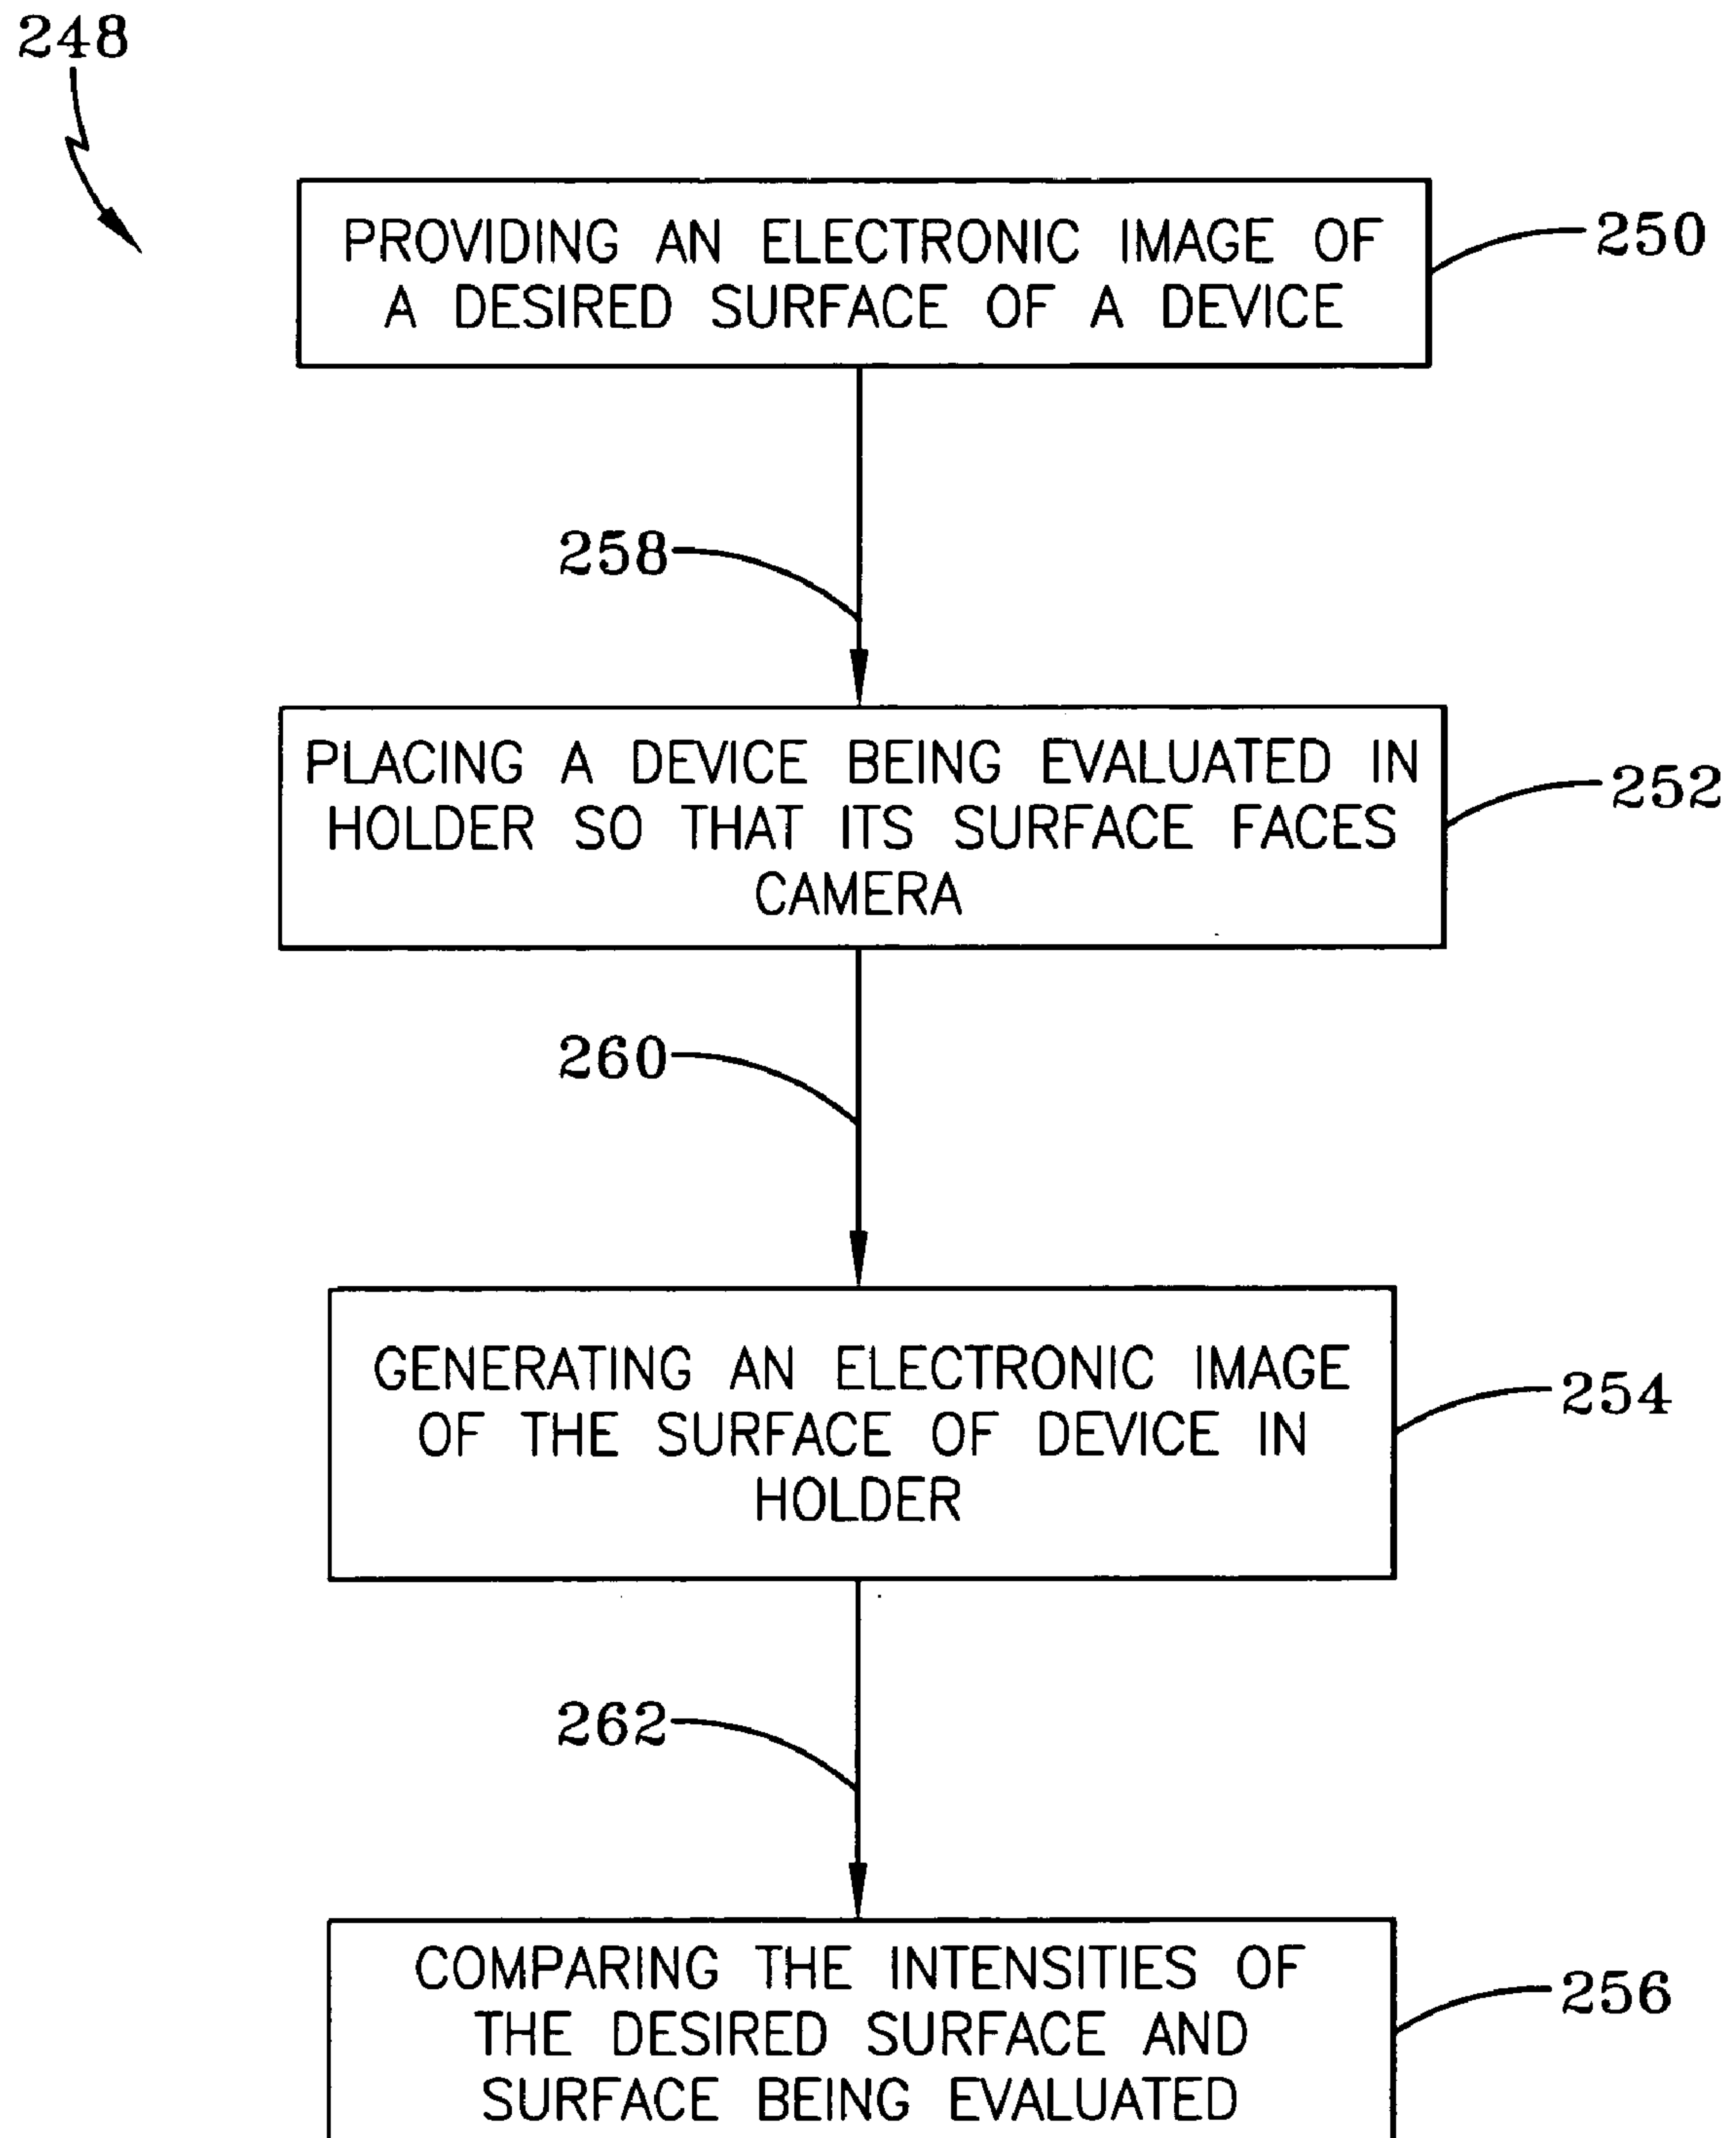 248
PROVIDING AN ELECTRONIC IMAGE OF
A DESIRED SURFACE OF A DEVICE
250
258
PLACING A DEVICE BEING EVALUATED IN
HOLDER SO THAT ITS SURFACE FACES
CAMERA
252
260
GENERATING AN ELECTRONIC IMAGE
OF THE SURFACE OF DEVICE IN
HOLDER
254
262
COMPARING THE INTENSITIES OF
THE DESIRED SURFACE AND
SURFACE BEING EVALUATED
256